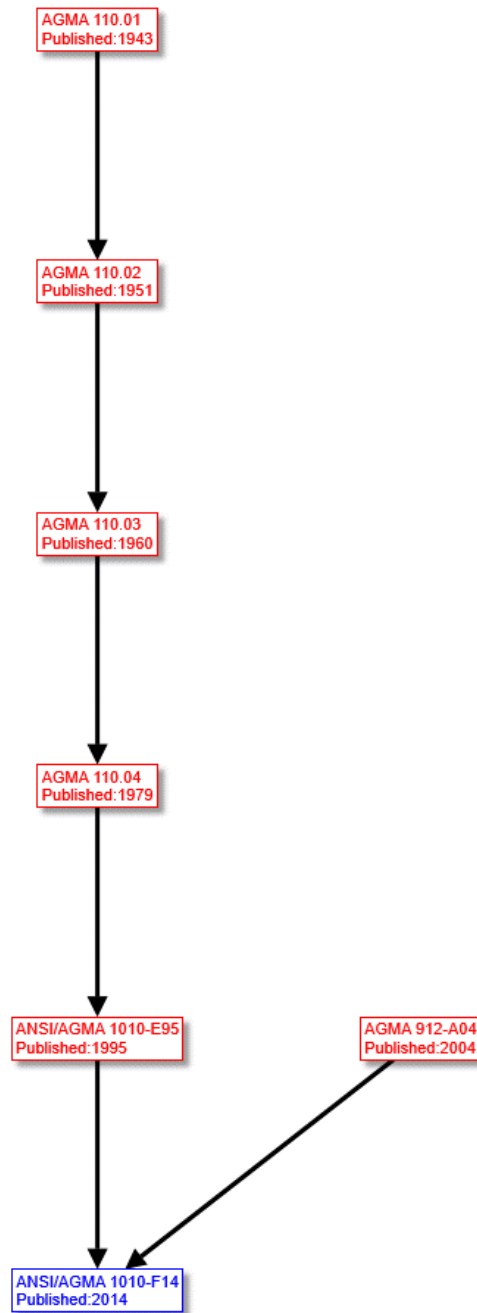 AGMA 110.01
Published:1943
AGMA 110.02
Published:1951
AGMA 110.03
Published:1960
AGMA 110.04
Published:1979
ANSI/AGMA 1010-E95
Published:1995
AGMA 912-A04
Published:2004
ANSI/AGMA 1010-F14
Published:2014